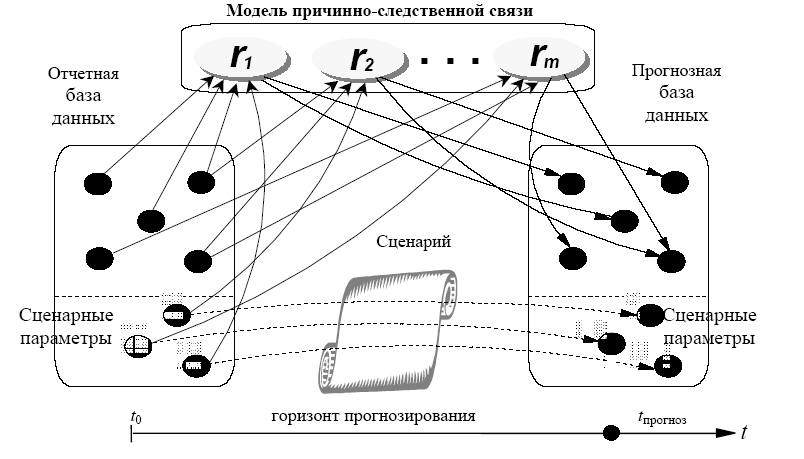 Модель причинно-следственной связи
r1 r2 . . . rm
Отчетная
база
данных
Прогнозная
база
данных
Сценарий
Сценарные
параметры
Сценарные
параметры
t0 горизонт прогнозирования tпрогноз
t